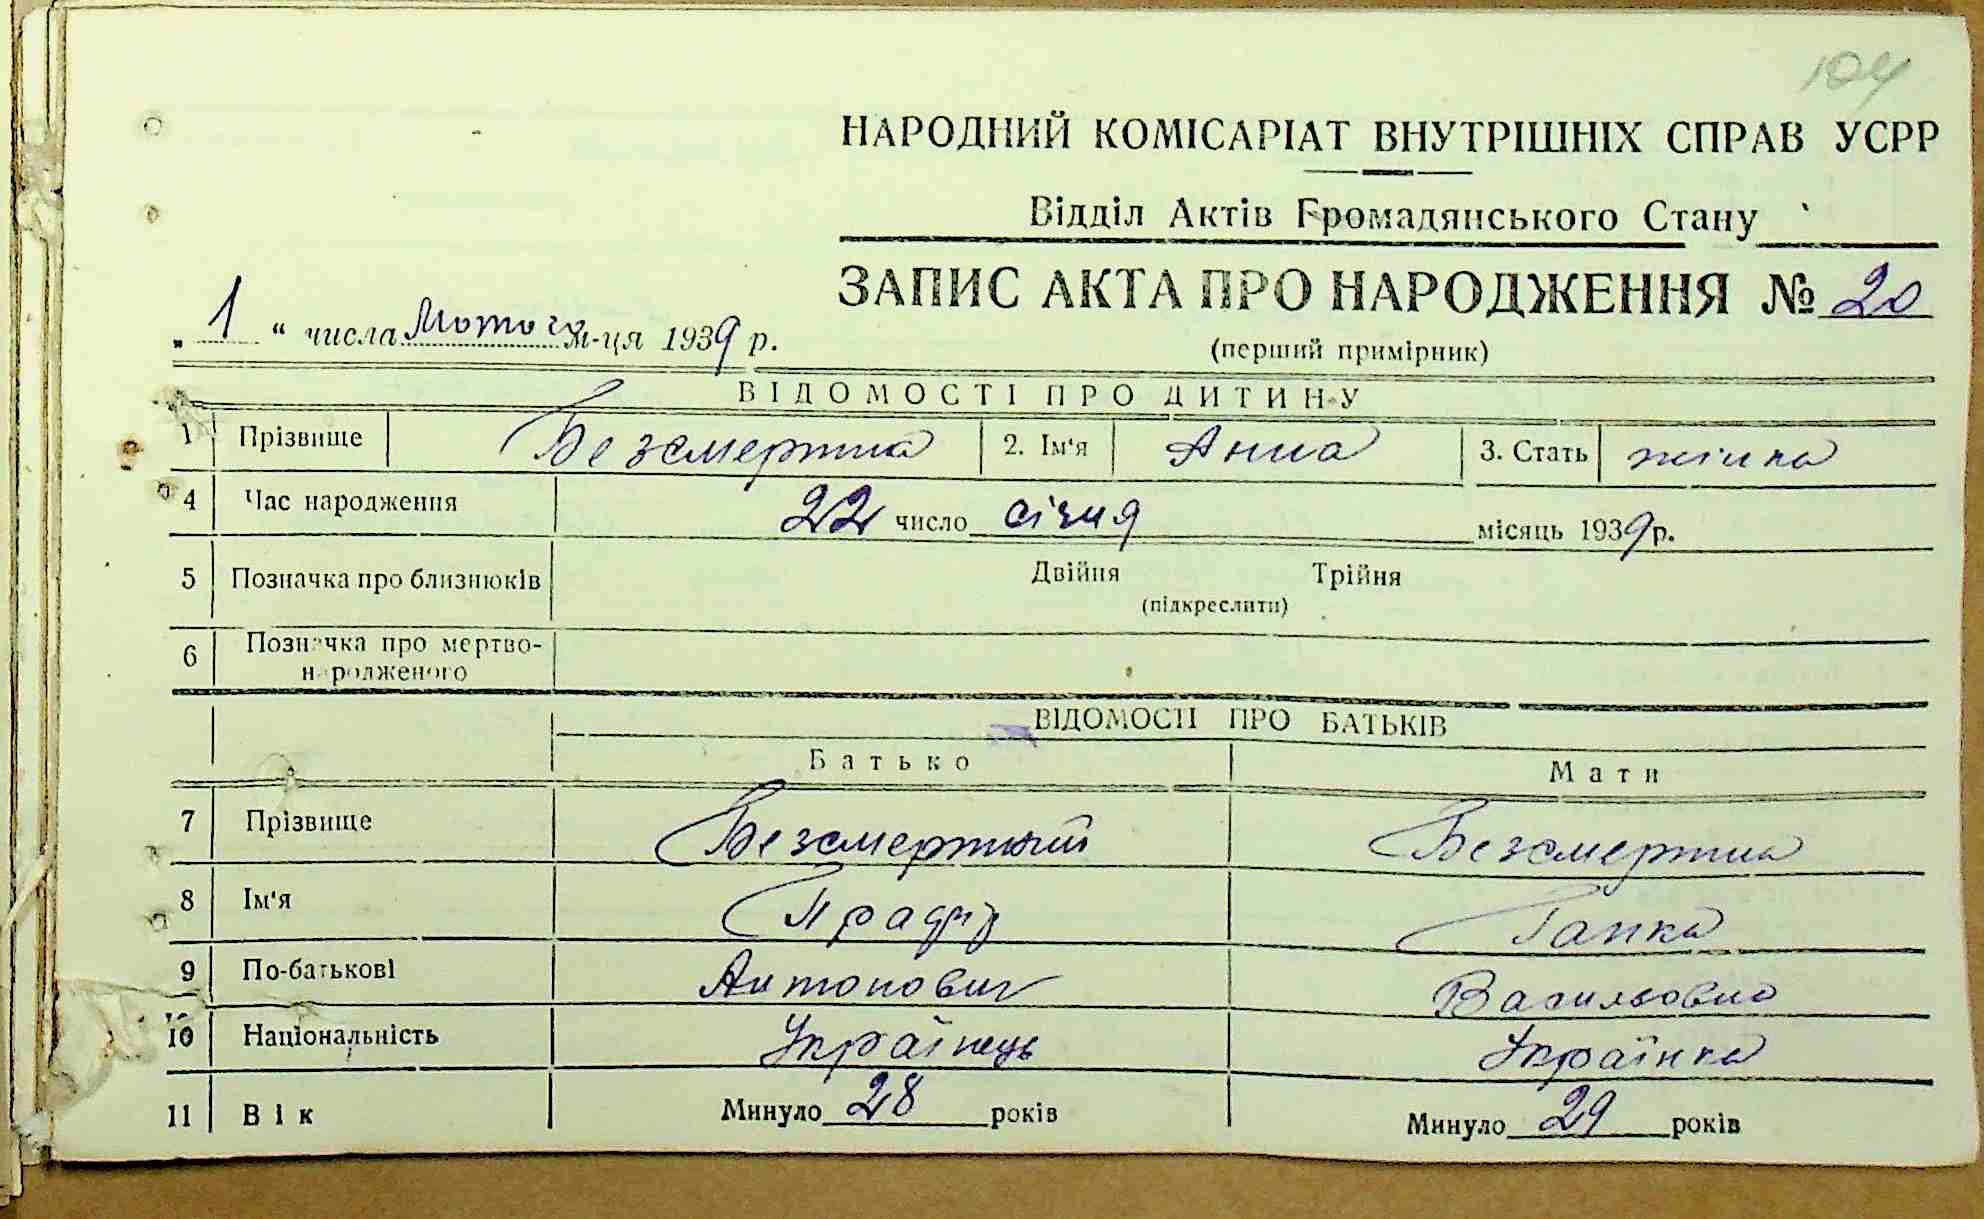 104
НАРОДНИЙ КОМІСАРІАТ ВНУТРІШНІХ СПРАВ УСРР
Відділ Актів Громадянського Стану
ЗАПИС АКТА ПРО НАРОДЖЕННЯ № 20
(перший примірник)
„ 1 “ числа Лютого м-ця 1939 р.
ВІДОМОСТІ ПРО ДИТИНУ
1 Прізвище Безсмертна 2. Ім'я Анна 3. Стать жінка
4 Час народження 22 число січня місяць 1939 р.
5 Позначка про близнюків Двійня Трійня
(підкреслити)
6 Позначка про мертво-
народженого
ВІДОМОСТІ ПРО БАТЬКІВ
Батько Мати
7 Прізвище Безсмертний Безсмертна
8 Ім'я Ганка
9 По-батькові Антонович Васильовна
10 Національність Українець Українка
11 Вік Минуло 28 років Минуло 29 років